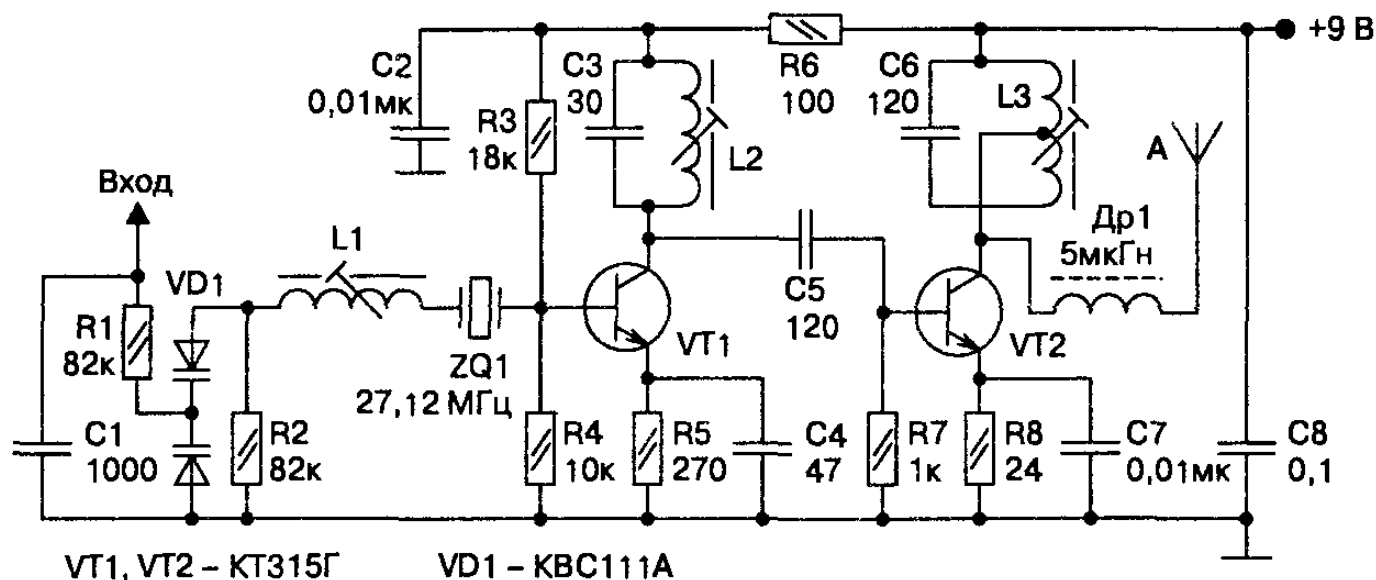 +9 В
C2
0,01мк
C3
30
R6
100
C6
120
L3
R3
18к
L2
A
Вход
L1
Др1
5мкГн
VD1
C5
120
R1
82к
VT1
VT2
ZQ1
27,12 МГц
C1
1000
R2
82к
R4
10к
R5
270
C4
47
R7
1к
R8
24
C7
0,01мк
C8
0,1
VT1, VT2 – КТ315Г
VD1 – КВС111А